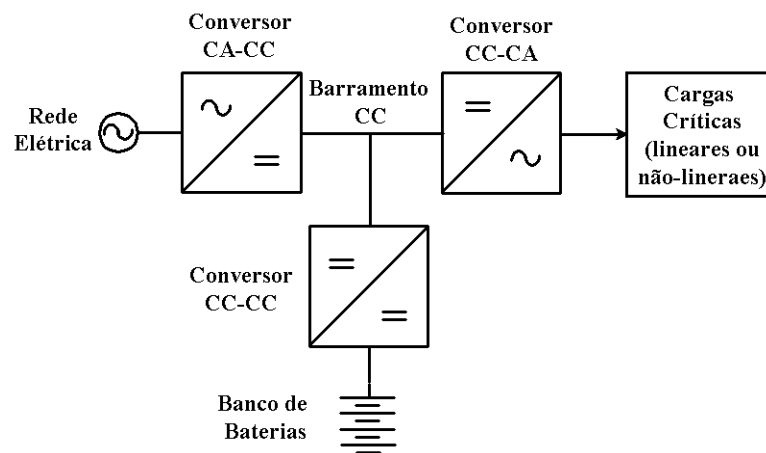 Conversor
CA-CC
Conversor
CC-CA
Rede
Elétrica
Barramento
CC
Cargas
Críticas
(lineares ou
não-lineraes)
Conversor
CC-CC
Banco de
Baterias